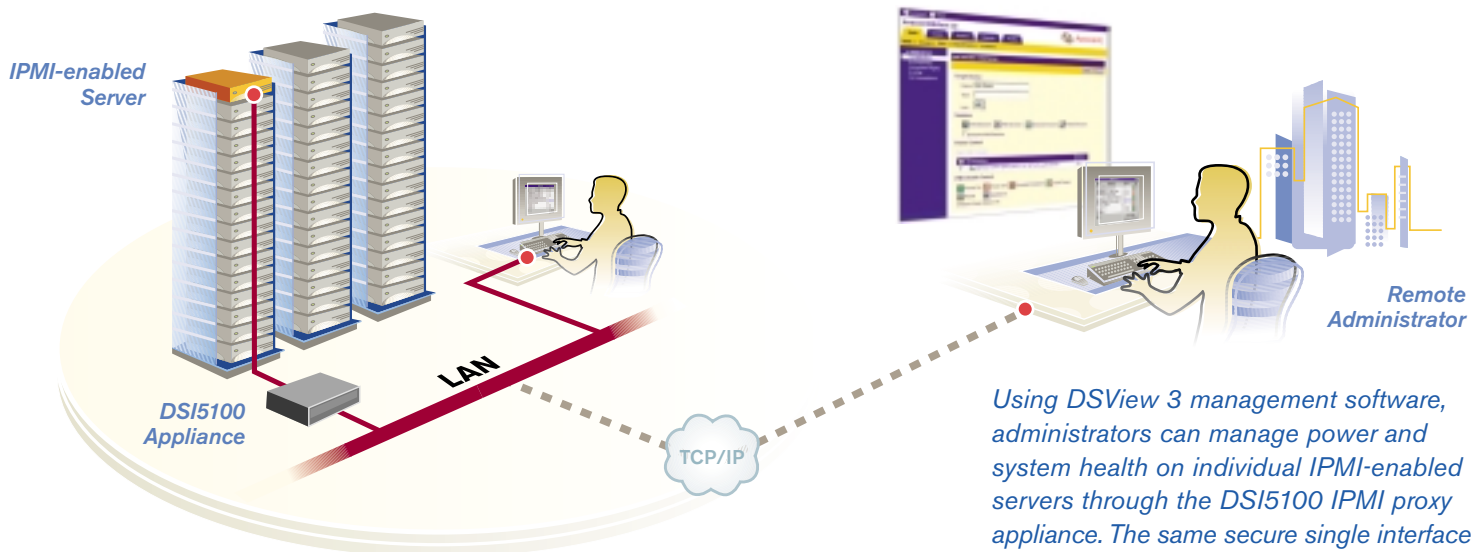 IPMI-enabled
Server
DSI5100
Appliance
LAN
TCP/IP
Remote
Administrator
Using DSView 3 management software,
administrators can manage power and
system health on individual IPMI-enabled
servers through the DSI5100 IPMI proxy
appliance. The same secure single interface